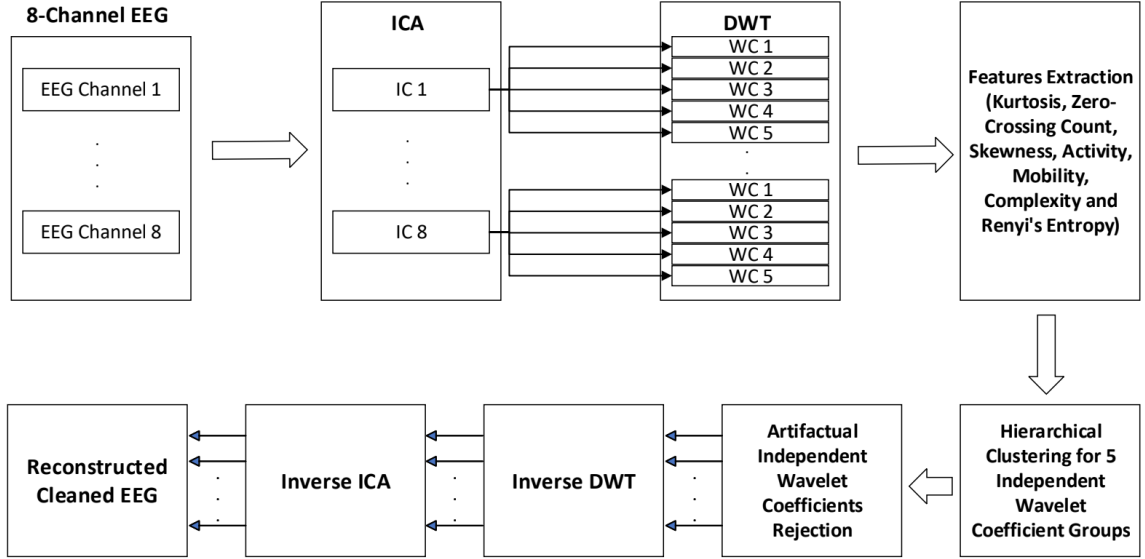 8-Channel EEG
EEG Channel 1
.
.
.
EEG Channel 8
ICA
IC 1
.
.
.
IC 8
DWT
WC 1
WC 2
WC 3
WC 4
WC 5
.
.
WC 1
WC 2
WC 3
WC 4
WC 5
Features Extraction
(Kurtosis, Zero-
Crossing Count,
Skewness, Activity,
Mobility,
Complexity and
Renyi's Entropy)
Hierarchical
Clustering for 5
Independent
Wavelet
Coefficient Groups
Artifactual
Independent
Wavelet
Coefficients
Rejection
.
.
.
Inverse DWT
.
.
.
Inverse ICA
.
.
.
Reconstructed
Cleaned EEG